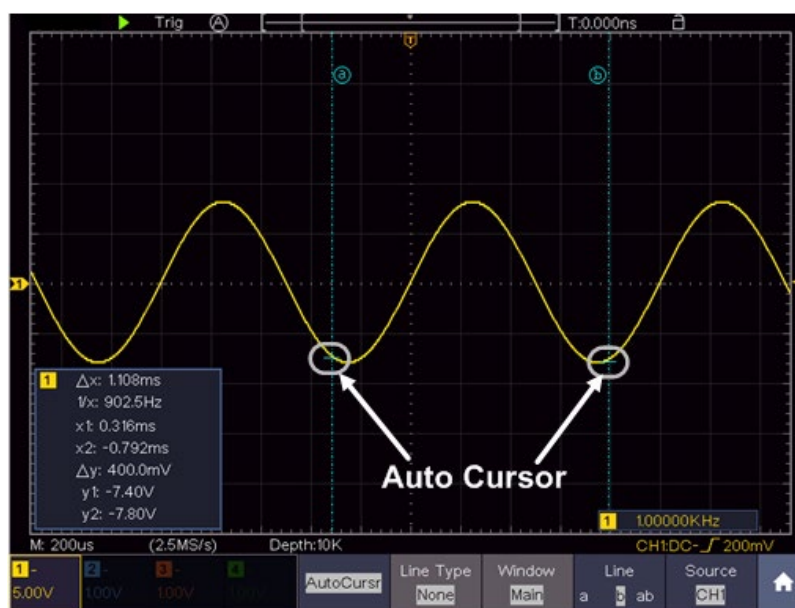 Trig A T:0.000ns
T
a b
1
1 Δx: 1.108ms
1/x: 902.5Hz
x1: 0.316ms
x2: -0.792ms
Δy: 400.0mV
y1: -7.40V
y2: -7.80V
Auto Cursor
1 1.00000KHz
M: 200us (2.5MS/s) Depth:10K CH1:DC- 200mV
1 - 2 - 3 - 4 -
5.00V 1.00V 1.00V
AutoCursr
Line Type
None
Window
Main
Line
a b ab
Source
CH1